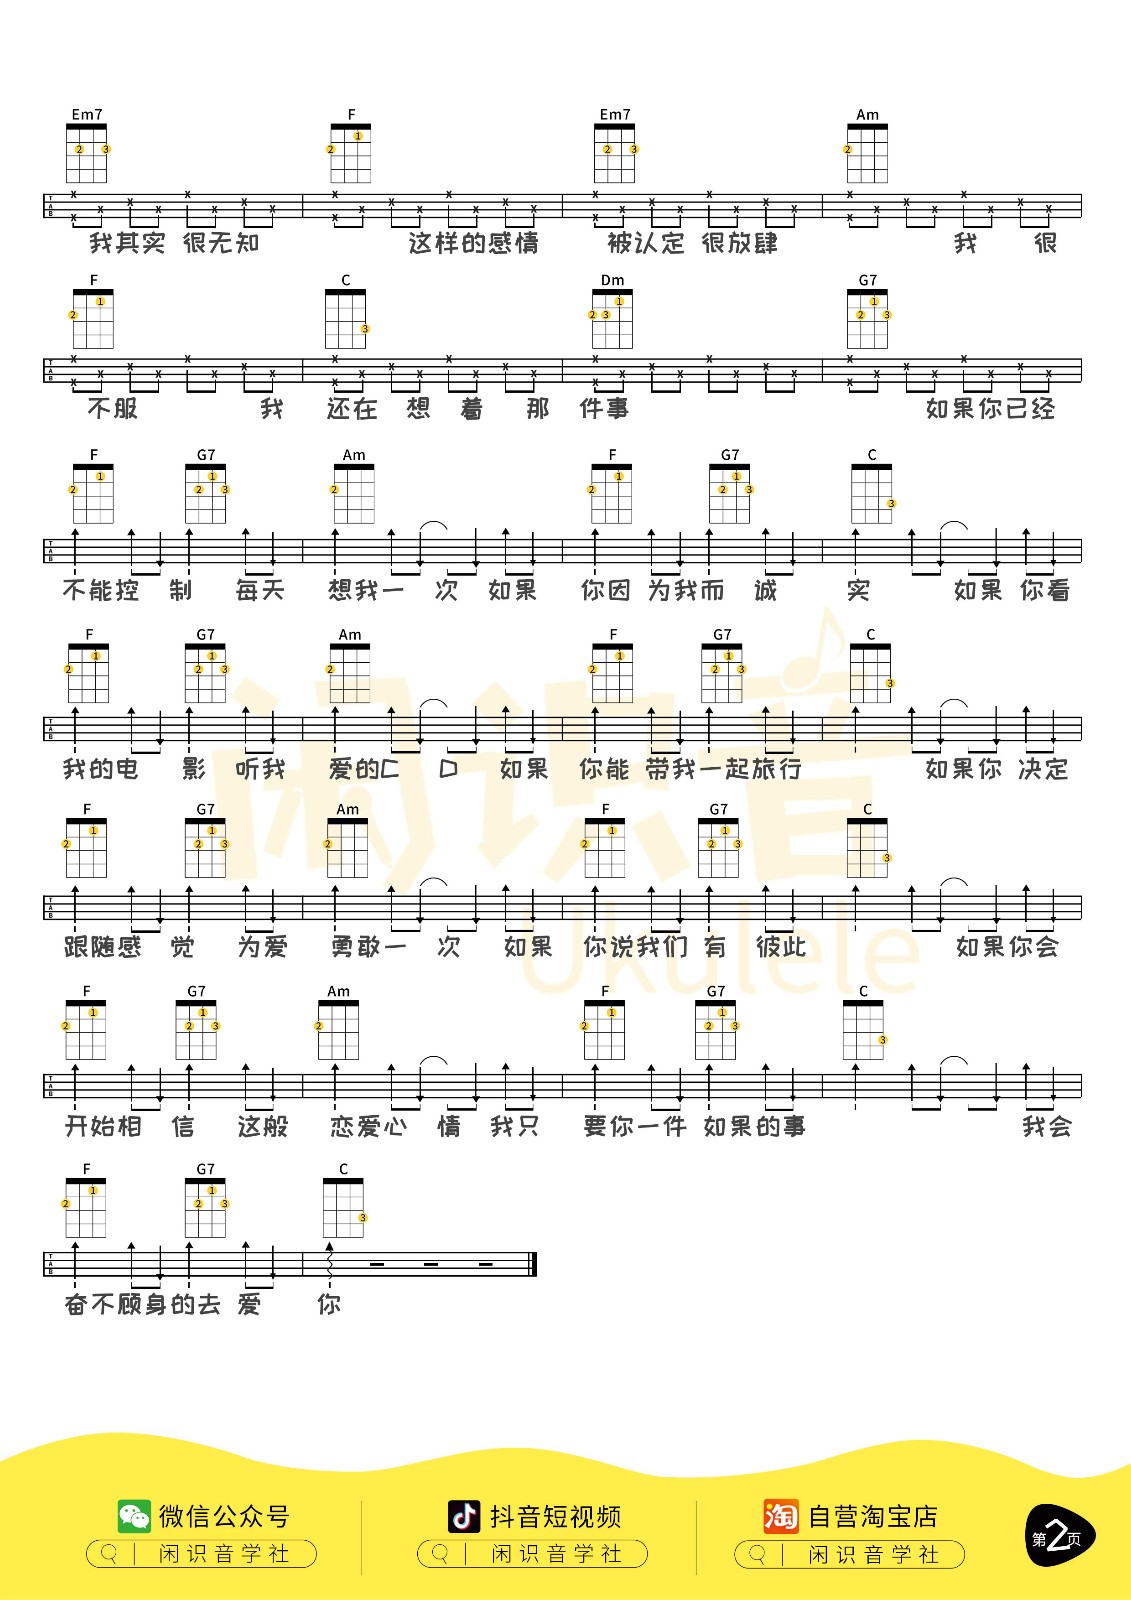 Em7 F Em7 Am
我其实 很无知 这样的感情 被认定 很放肆 我 很
F C Dm G7
不服 我 还在 想 着 那 件事 如果你已经
F G7 Am F G7 C
不能控 制 每天 想我一 次 如果 你因 为我而 诚 实 如果 你看
F G7 Am F G7 C
我的电 影 听我 爱的CD 如果 你能 带我一起旅行 如果你 决定
F G7 Am F G7 C
跟随感 觉 为爱 勇敢一 次 如果 你说我们 有 彼此 如果你会
F G7 Am F G7 C
开始相 信 这般 恋爱心 情 我只 要你一件 如果的事 我会
F G7 C
奋不顾身的去 爱 你
闲识音
Ukulele
微信公众号 抖音短视频 淘 自营淘宝店
闲识音学社 闲识音学社 闲识音学社
第2页